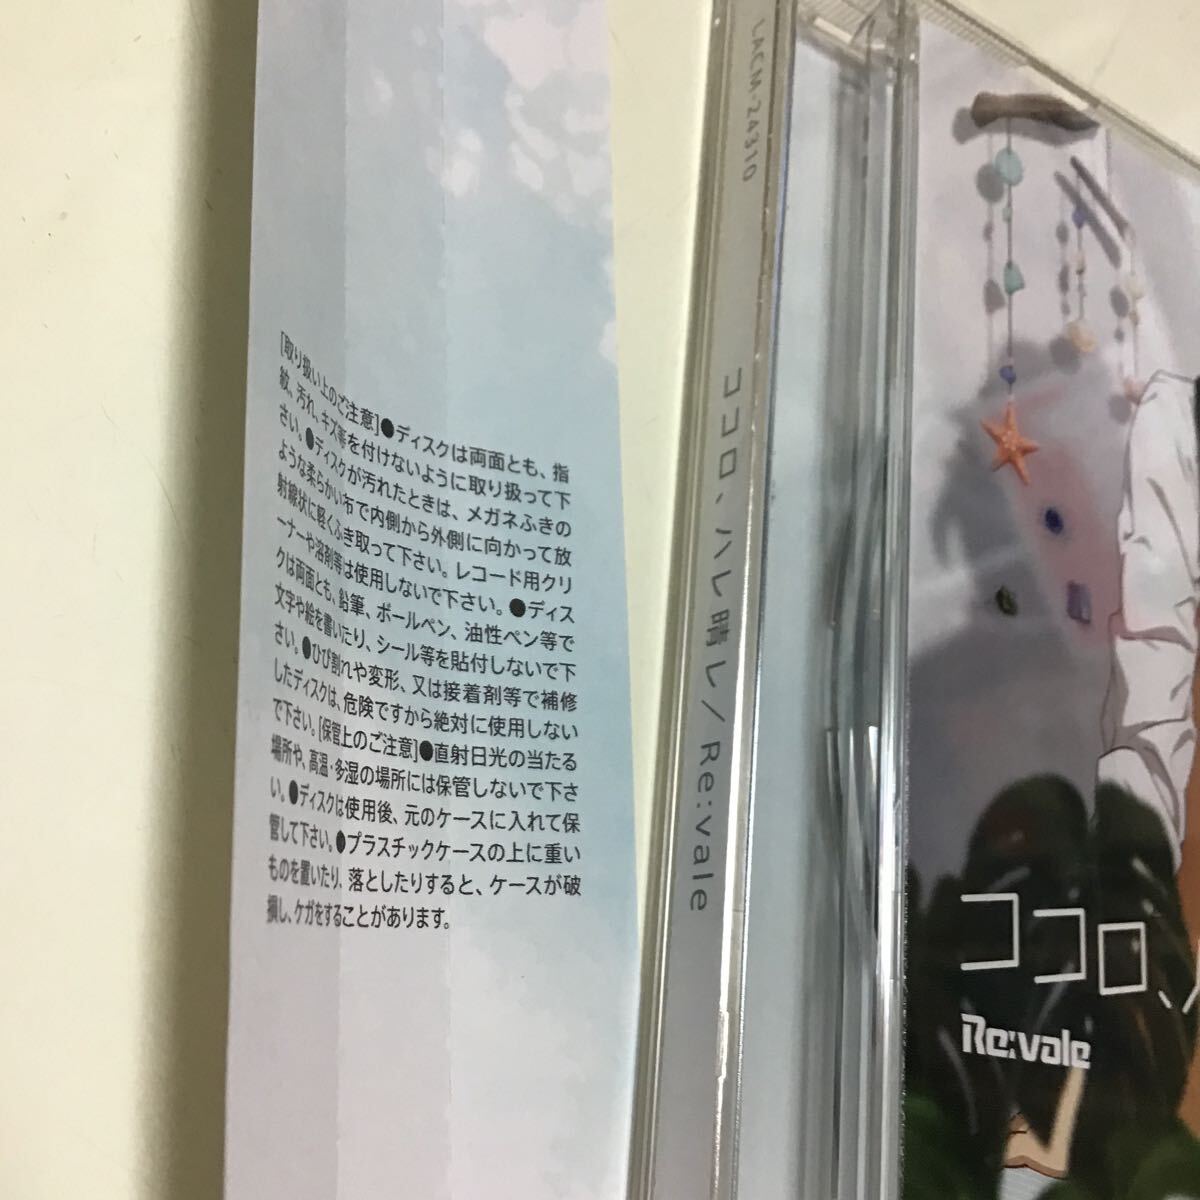 [取り扱い上のご注意]●ディスクは両面とも、指
紋、汚れ、キズ等を付けないように取り扱って下
さい。●ディスクが汚れたときは、メガネふきの
ような柔らかい布で内側から外側に向かって放
射線状に軽くふき取って下さい。レコード用クリ
ーナーや溶剤等は使用しないで下さい。●ディス
クは両面とも、鉛筆、ボールペン、油性ペン等で
文字や絵を書いたり、シール等を貼付しないで下
さい。●ひび割れや変形、又は接着剤等で補修
したディスクは、危険ですから絶対に使用しない
で下さい。[保管上のご注意]●直射日光の当たる
場所や、高温・多湿の場所には保管しないで下さ
い。●ディスクは使用後、元のケースに入れて保
管して下さい。●プラスチックケースの上に重い
ものを置いたり、落としたりすると、ケースが破
損し、ケガをすることがあります。
LACM-24310
ココロ、ハレ晴レ／Re:vale
ココロ、
Re:vale